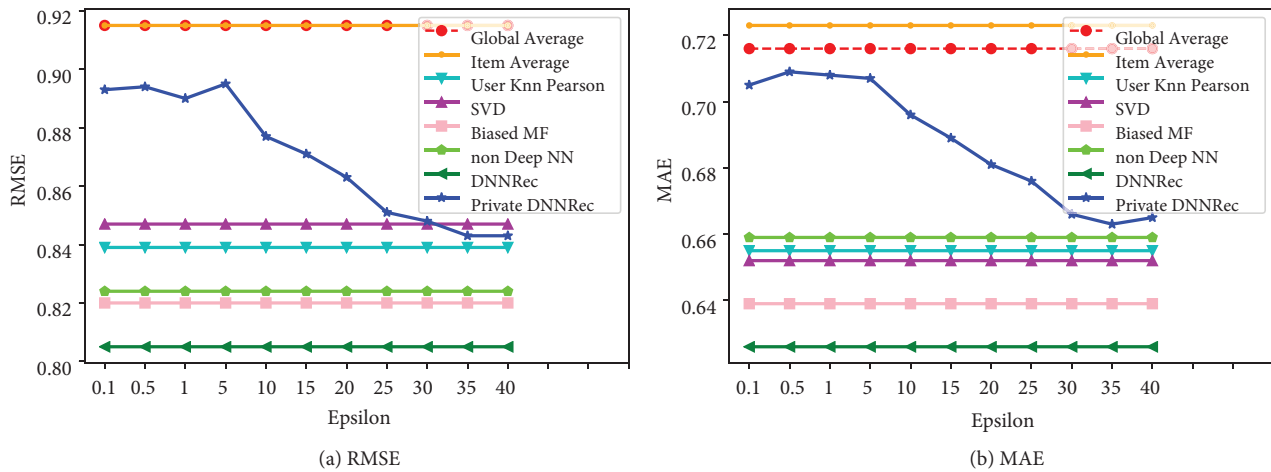 0.92
0.90
0.88
0.86
0.84
0.82
0.80
RMSE
0.1 0.5 1 5 10 15 20 25 30 35 40
Epsilon
Global Average
Item Average
User Knn Pearson
SVD
Biased MF
non Deep NN
DNNRec
Private DNNRec
(a) RMSE
0.72
0.70
0.68
0.66
0.64
MAE
0.1 0.5 1 5 10 15 20 25 30 35 40
Epsilon
Global Average
Item Average
User Knn Pearson
SVD
Biased MF
non Deep NN
DNNRec
Private DNNRec
(b) MAE